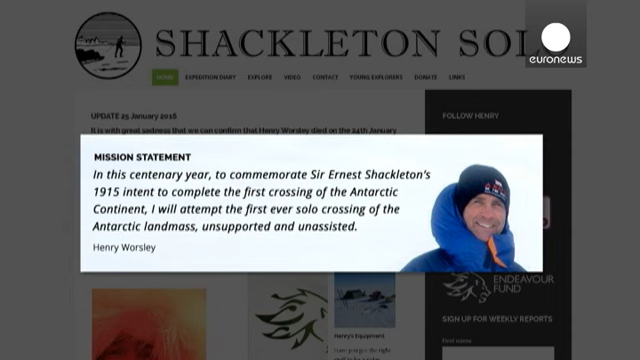 SHACKLETON SOLO
euronews
HOME EXPEDITION DIARY EXPLORE VIDEO CONTACT YOUNG EXPLORERS DONATE LINKS
UPDATE 25 January 2016
It is with great sadness that we can confirm that Henry Worsley died on the 24th January
FOLLOW HENRY
MISSION STATEMENT
In this centenary year, to commemorate Sir Ernest Shackleton's
1915 intent to complete the first crossing of the Antarctic
Continent, I will attempt the first ever solo crossing of the
Antarctic landmass, unsupported and unassisted.
Henry Worsley
ENDEAVOUR
FUND
SIGN UP FOR WEEKLY REPORTS
Henry's Equipment
First name